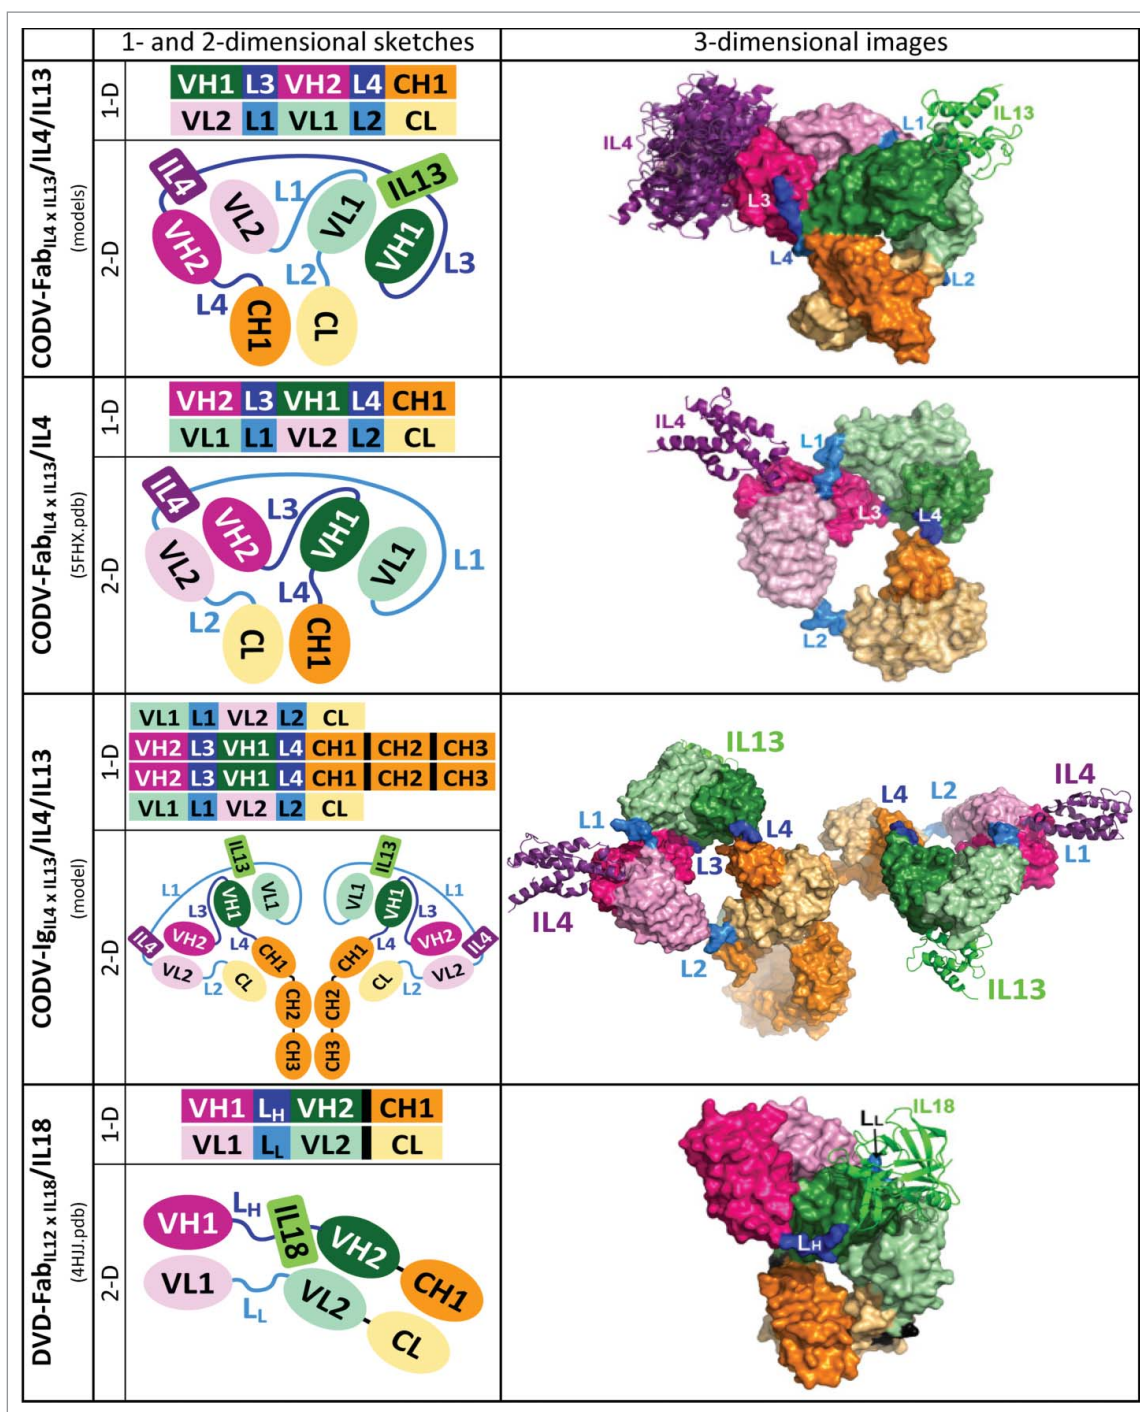 1- and 2-dimensional sketches
3-dimensional images
CODV-Fab IL4 x IL13/IL4/IL13
(models)
1-D
VH1 L3 VH2 L4 CH1
VL2 L1 VL1 L2 CL
2-D
IL4
VH2
VL2
L1
VL1
IL13
VH1
L3
L4
L2
CH1
CL
IL4
L1
IL13
L3
L4
L2
CODV-Fab IL4 x IL13/IL4
(5FHX.pdb)
1-D
VH2 L3 VH1 L4 CH1
VL1 L1 VL2 L2 CL
2-D
IL4
VL2
VH2
L3
VH1
VL1
L1
L2
L4
CL
CH1
IL4
L1
L3
L4
L2
CODV-Ig IL4 x IL13/IL4/IL13
(model)
1-D
VL1 L1 VL2 L2 CL
VH2 L3 VH1 L4 CH1 CH2 CH3
VH2 L3 VH1 L4 CH1 CH2 CH3
VL1 L1 VL2 L2 CL
2-D
IL13
L1
L3
VH1
VL1
IL4
VH2
L4
VL2
L2
CL
CH1
CH2
CH3
IL13
VL1
VH1
L1
L3
VH2
IL4
L4
CH1
CL
L2
VL2
CH2
CH3
IL13
L1
L4
L3
IL4
L2
L4
L2
IL4
L1
IL13
DVD-Fab IL12 x IL18/IL18
(4HJJ.pdb)
1-D
VH1 LH VH2 CH1
VL1 LL VL2 CL
2-D
VH1
LH
IL18
VH2
CH1
VL1
LL
VL2
CL
LL
IL18
LH